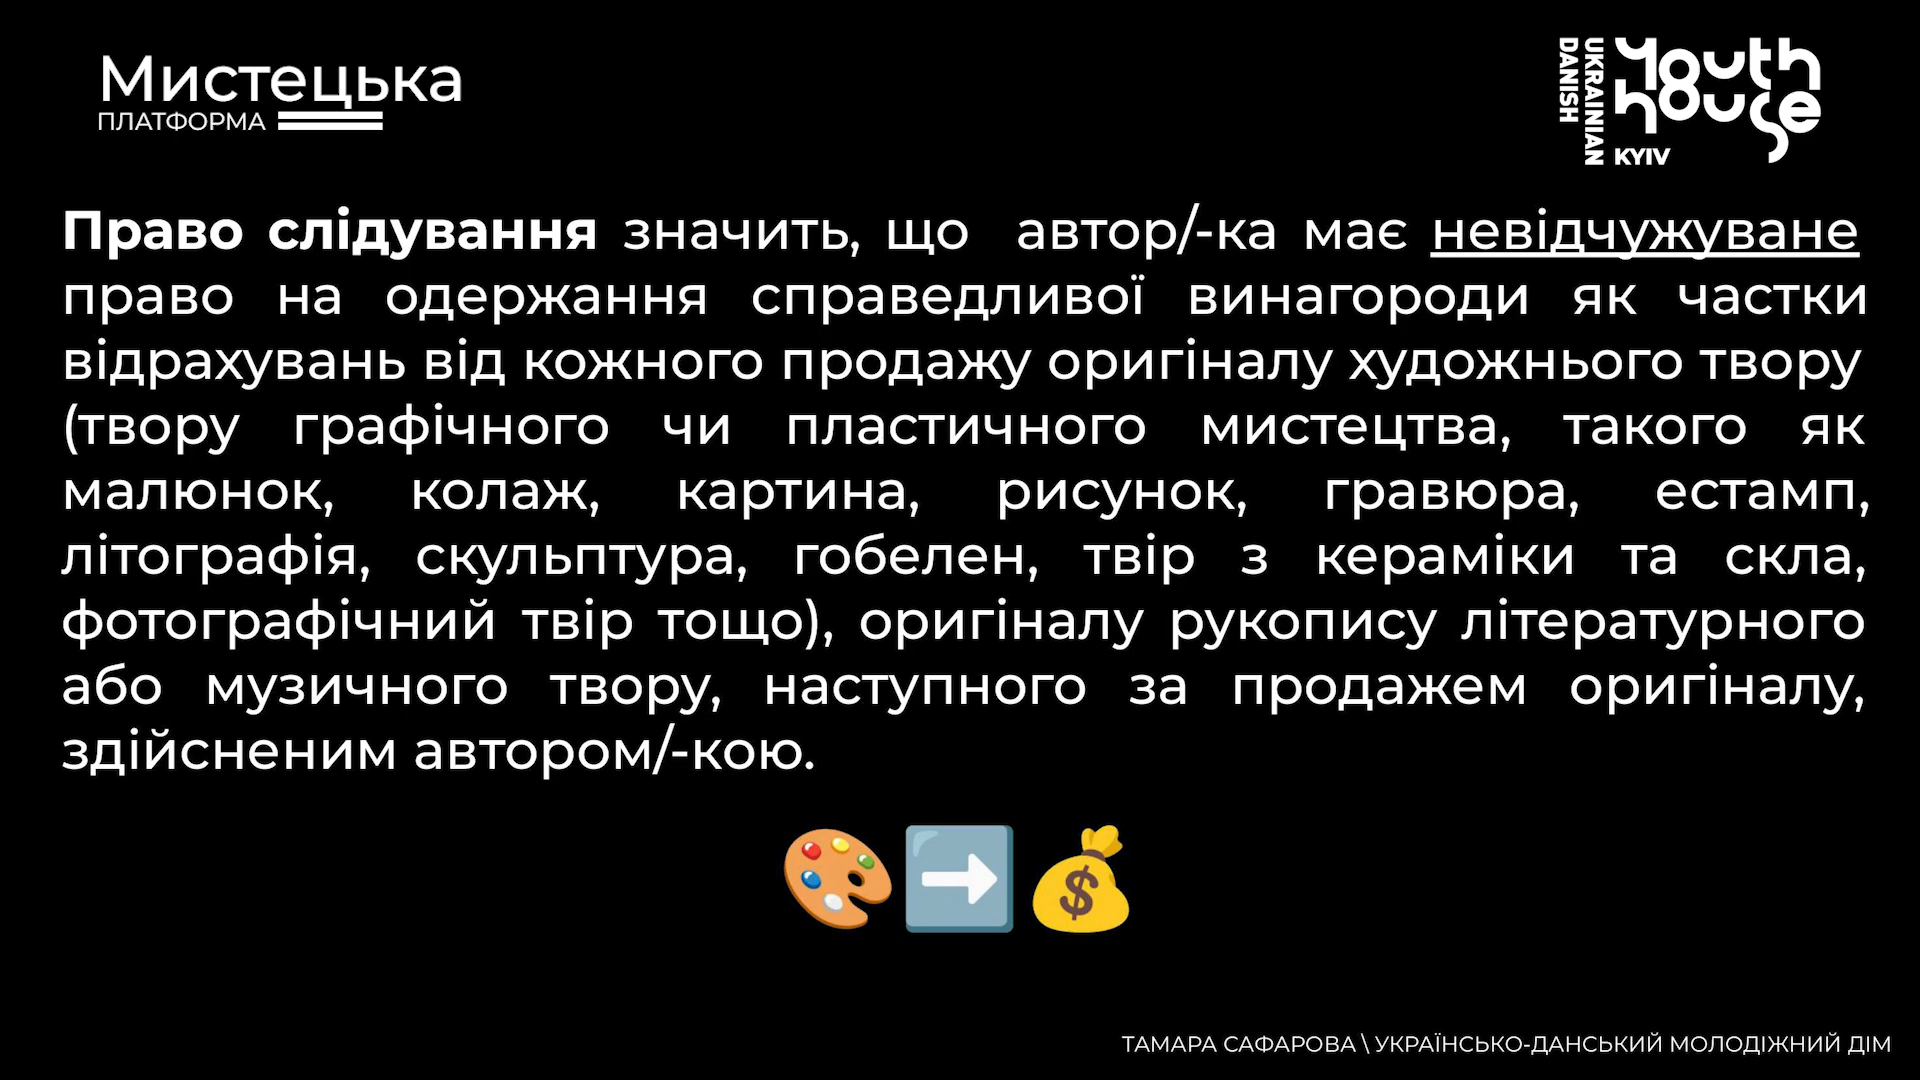 Мистецька
ПЛАТФОРМА
DANISH
UKRAINIAN
Youth
house
KYIV
Право слідування значить, що автор/-ка має невідчужуване
право на одержання справедливої винагороди як частки
відрахувань від кожного продажу оригіналу художнього твору
(твору графічного чи пластичного мистецтва, такого як
малюнок, колаж, картина, рисунок, гравюра, естамп,
літографія, скульптура, гобелен, твір з кераміки та скла,
фотографічний твір тощо), оригіналу рукопису літературного
або музичного твору, наступного за продажем оригіналу,
здійсненим автором/-кою.
$
ТАМАРА САФАРОВА \ УКРАЇНСЬКО-ДАНСЬКИЙ МОЛОДІЖНИЙ ДІМ